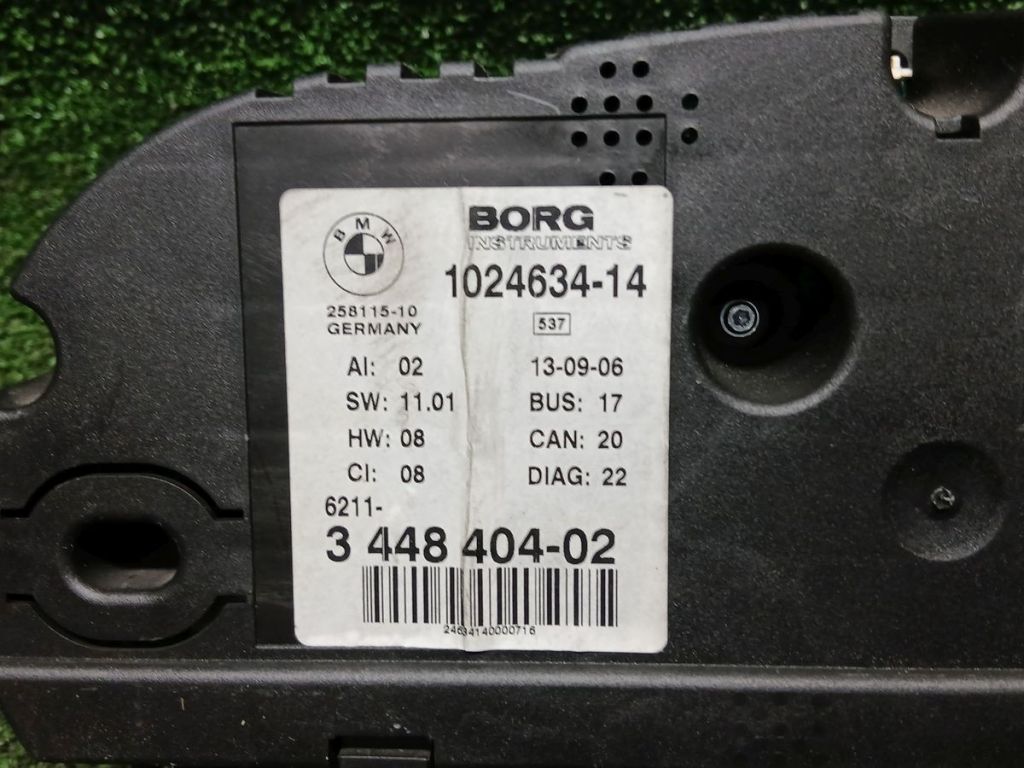 BMW
BORG
INSTRUMENTS
1024634-14
258115-10
GERMANY
537
AI: 02 13-09-06
SW: 11.01 BUS: 17
HW: 08 CAN: 20
CI: 08 DIAG: 22
6211-
3 448 404-02
24634140000716